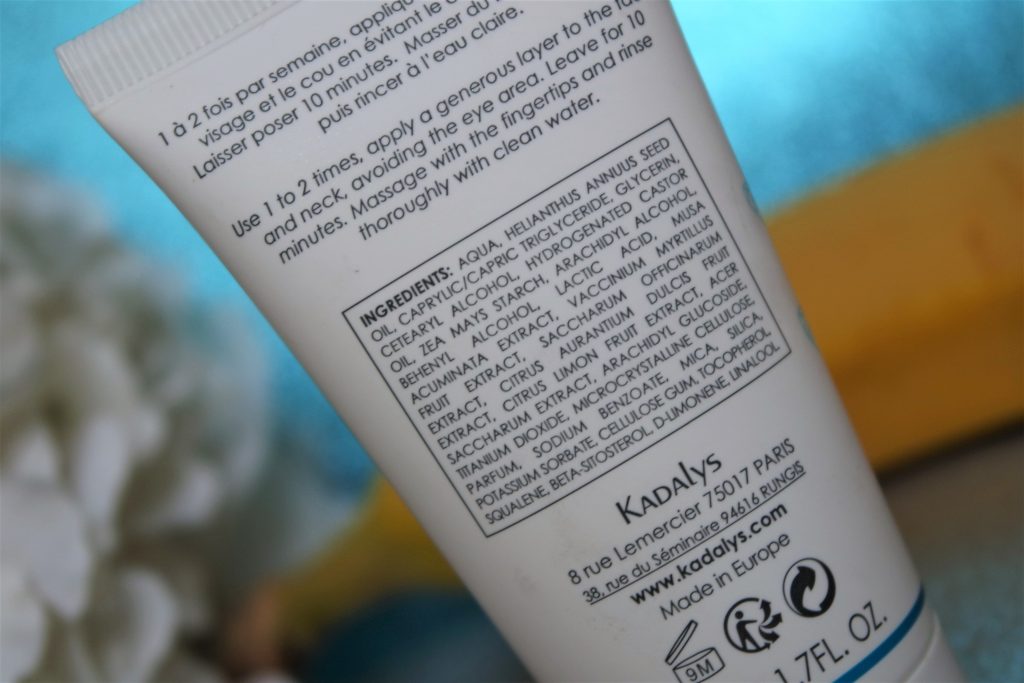 1 à 2 fois par semaine, appliqu
visage et le cou en évitant le
Laisser poser 10 minutes. Masser du
puis rincer à l'eau claire.
Use 1 to 2 times, apply a generous layer to the
and neck, avoiding the eye area. Leave for 10
minutes. Massage with the fingertips and rinse
thoroughly with clean water.
INGREDIENTS: AQUA, HELIANTHUS ANNUUS SEED
OIL, CAPRYLIC/CAPRIC TRIGLYCERIDE, GLYCERIN,
CETEARYL ALCOHOL, HYDROGENATED CASTOR
OIL, ZEA MAYS STARCH, ARACHIDYL ALCOHOL,
BEHENYL ALCOHOL, LACTIC ACID, MUSA
ACUMINATA EXTRACT, VACCINIUM MYRTILLUS
FRUIT EXTRACT, SACCHARUM OFFICINARUM
EXTRACT, CITRUS AURANTIUM DULCIS FRUIT
EXTRACT, CITRUS LIMON FRUIT EXTRACT, ACER
SACCHARUM EXTRACT, ARACHIDYL GLUCOSIDE,
TITANIUM DIOXIDE, MICROCRYSTALLINE CELLULOSE,
PARFUM, SODIUM BENZOATE, MICA, SILICA,
POTASSIUM SORBATE, CELLULOSE GUM, TOCOPHEROL
SQUALENE, BETA-SITOSTEROL, D-LIMONENE, LINALOOL
KADALYS
8 rue Lemercier 75017 PARIS
38, rue du Séminaire 94616 RUNGIS
www.kadalys.com
Made in Europe
9M
1.7FL. OZ.